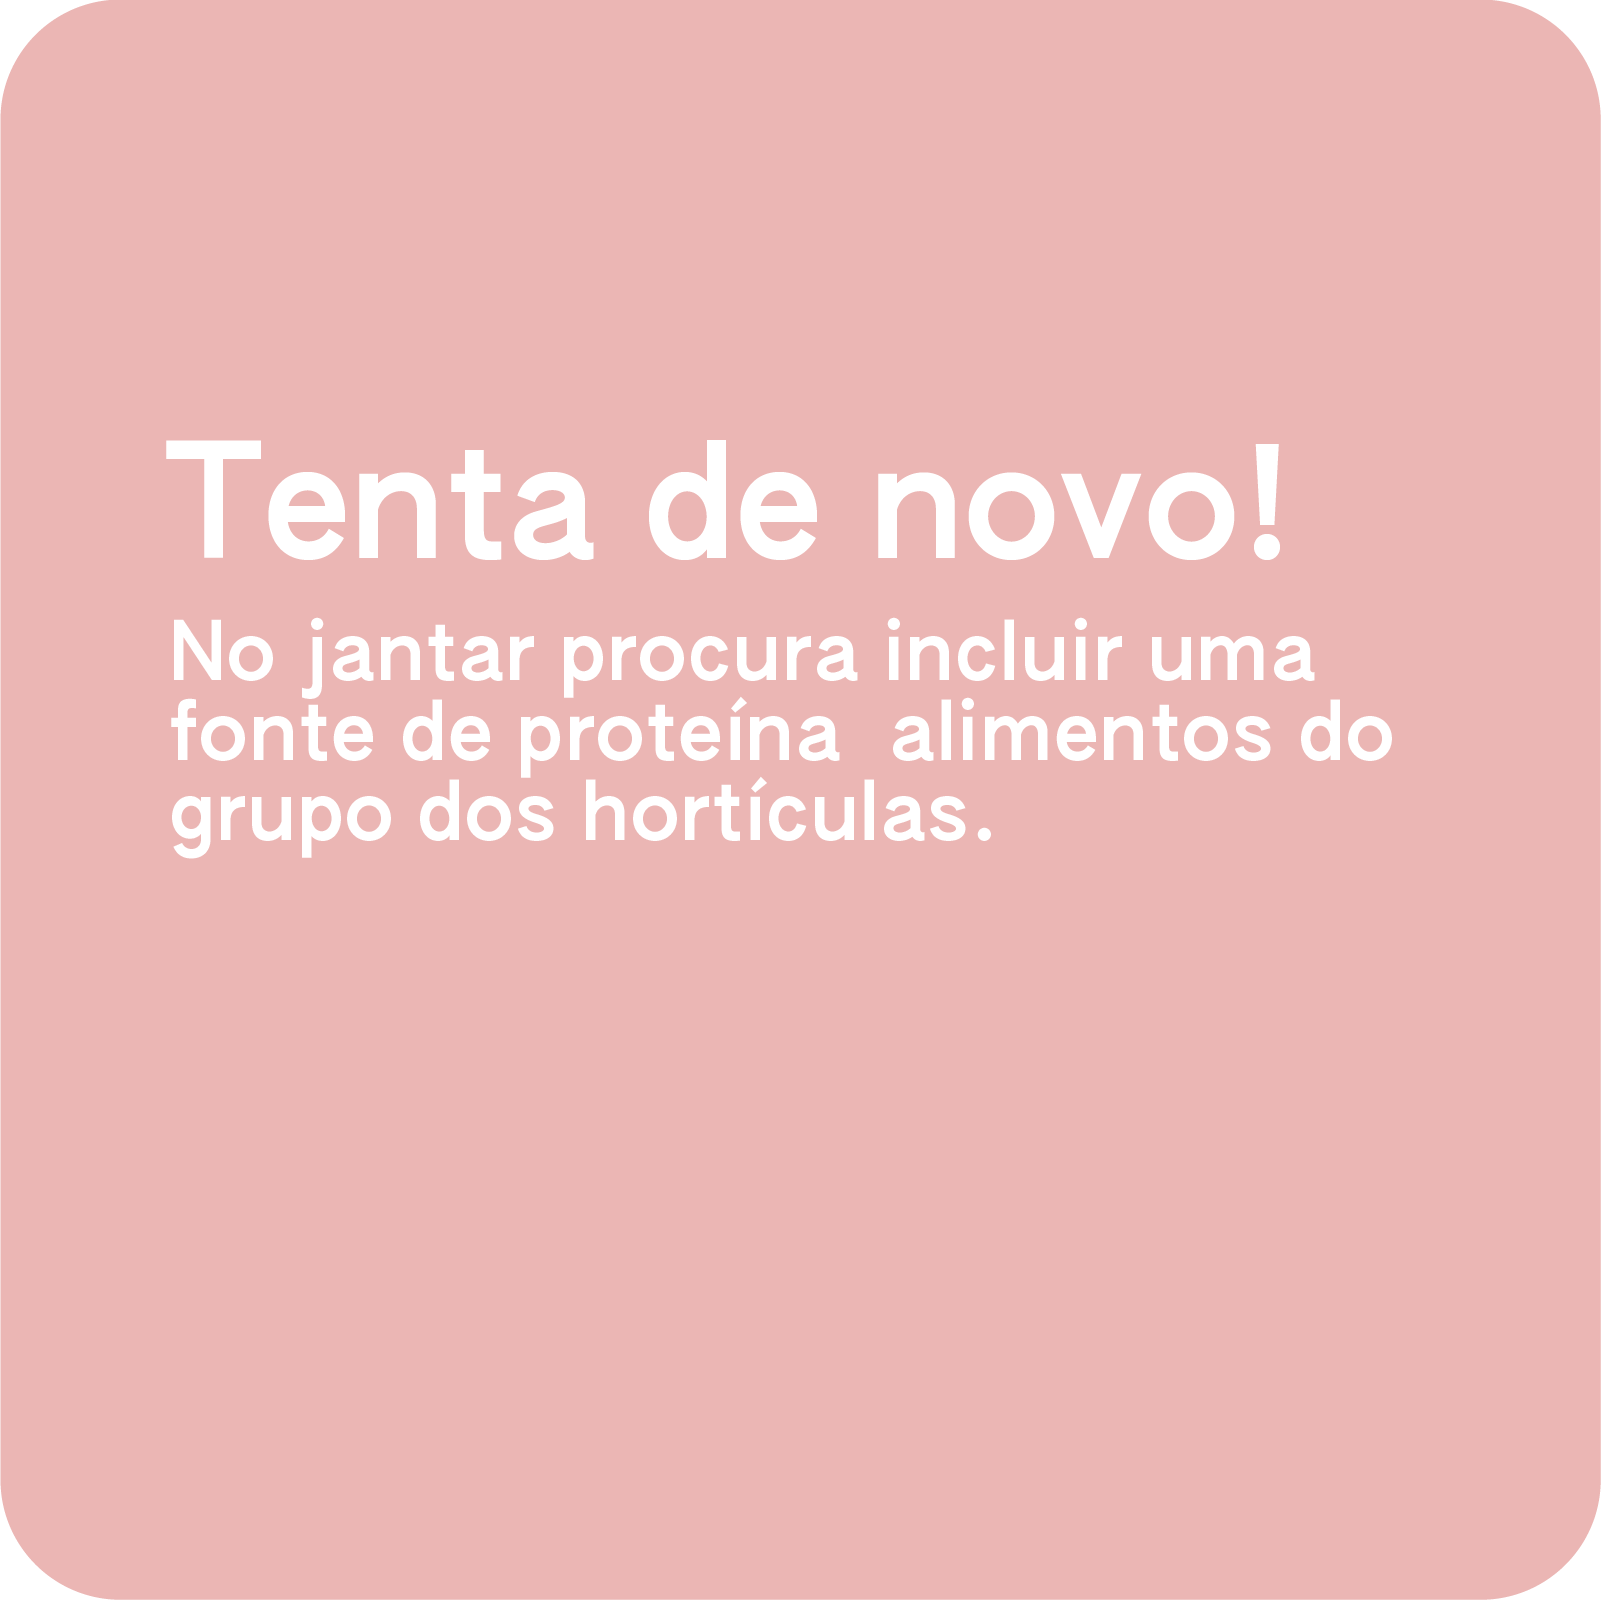 Tenta de novo!
No jantar procura incluir uma
fonte de proteína  alimentos do
grupo dos hortículas.